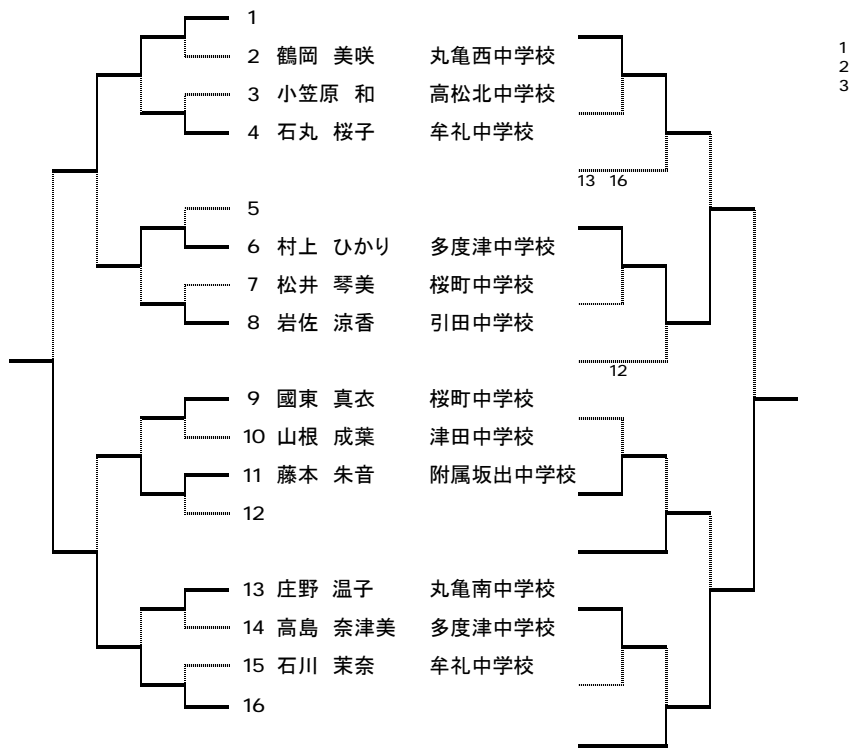 1
2 鶴岡 美咲 丸亀西中学校
3 小笠原 和 高松北中学校
4 石丸 桜子 牟礼中学校
13 16
5
6 村上 ひかり 多度津中学校
7 松井 琴美 桜町中学校
8 岩佐 涼香 引田中学校
12
9 國東 真衣 桜町中学校
10 山根 成葉 津田中学校
11 藤本 朱音 附属坂出中学校
12
13 庄野 温子 丸亀南中学校
14 高島 奈津美 多度津中学校
15 石川 茉奈 牟礼中学校
16
1
2
3